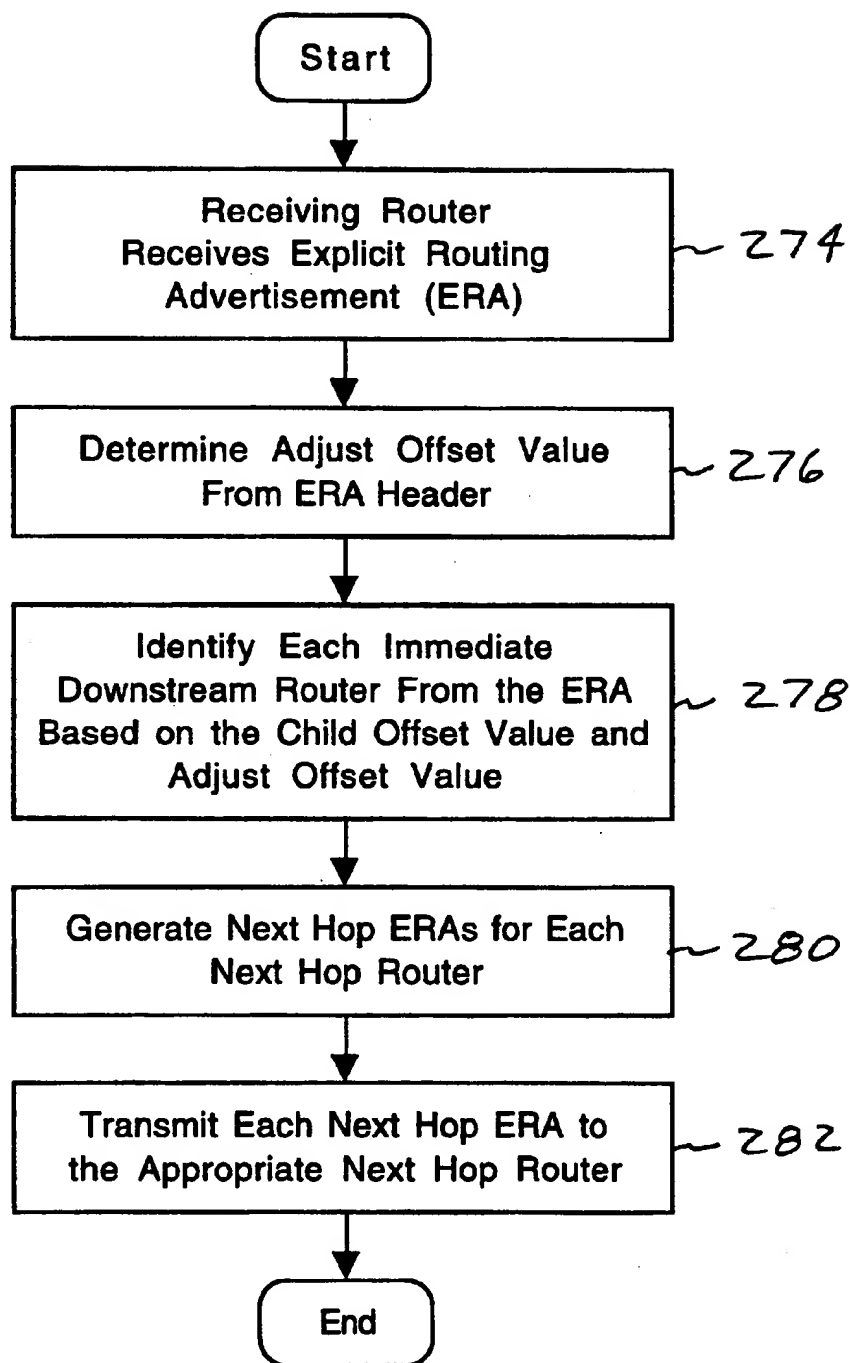 Start
Receiving Router
Receives Explicit Routing
Advertisement (ERA)
274
Determine Adjust Offset Value
From ERA Header
276
Identify Each Immediate
Downstream Router From the ERA
Based on the Child Offset Value and
Adjust Offset Value
278
Generate Next Hop ERAs for Each
Next Hop Router
280
Transmit Each Next Hop ERA to
the Appropriate Next Hop Router
282
End